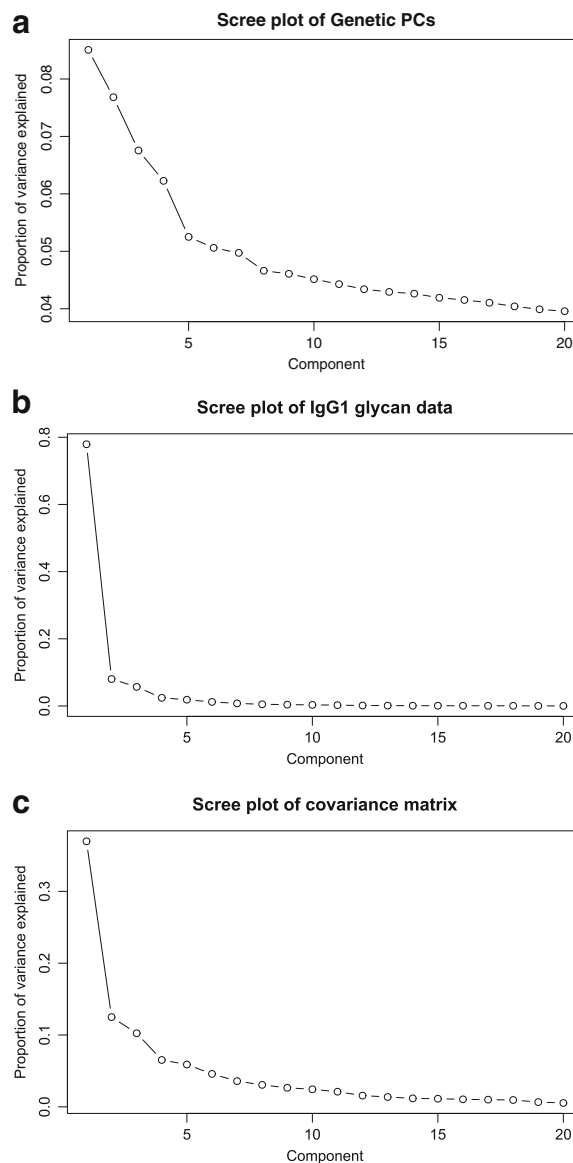 a
Scree plot of Genetic PCs
Proportion of variance explained
0.08
0.07
0.06
0.05
0.04
5
10
15
20
Component
b
Scree plot of IgG1 glycan data
Proportion of variance explained
0.8
0.6
0.4
0.2
0.0
5
10
15
20
Component
c
Scree plot of covariance matrix
Proportion of variance explained
0.3
0.2
0.1
0.0
5
10
15
20
Component